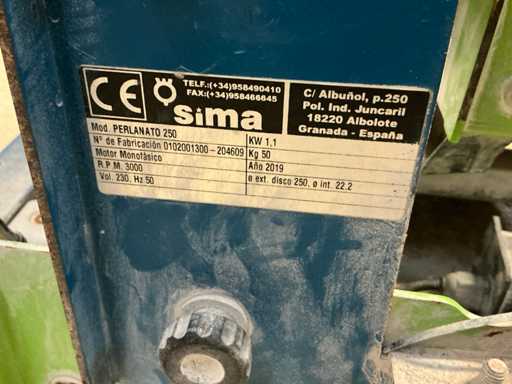 CE
TELF.:(+34)958490410
FAX:(+34)958466645
sima
C/ Albuñol, p.250
Pol. Ind. Juncaril
18220 Albolote
Granada - España
Mod. PERLANATO 250
Nº de Fabricación 0102001300 - 204609
Motor Monofásico
R.P.M. 3000
Vol. 230, Hz 50
KW 1,1
Kg 50
Año 2019
ø ext. disco 250, ø int. 22.2